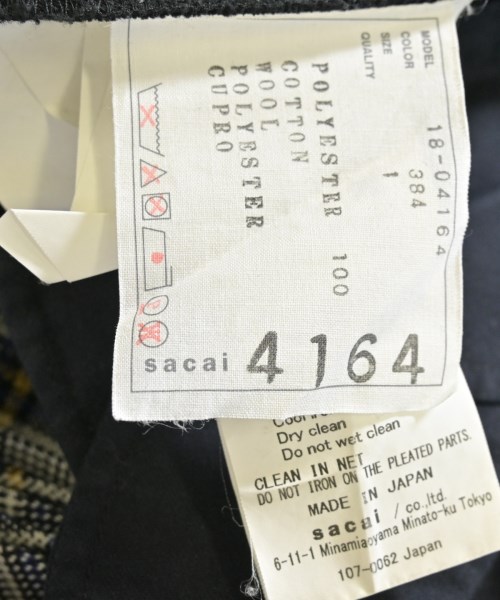 MODEL 18-04164
COLOR 384
SIZE 1
QUALITY
POLYESTER 100
COTTON
WOOL
POLYESTER
CUPRO
sacai 4164
Dry clean
Do not wet clean
CLEAN IN NET
DO NOT IRON ON THE PLEATED PARTS.
MADE IN JAPAN
sacai / co.,ltd.
6-11-1 Minamiaoyama Minato-ku Tokyo
107-0062 Japan